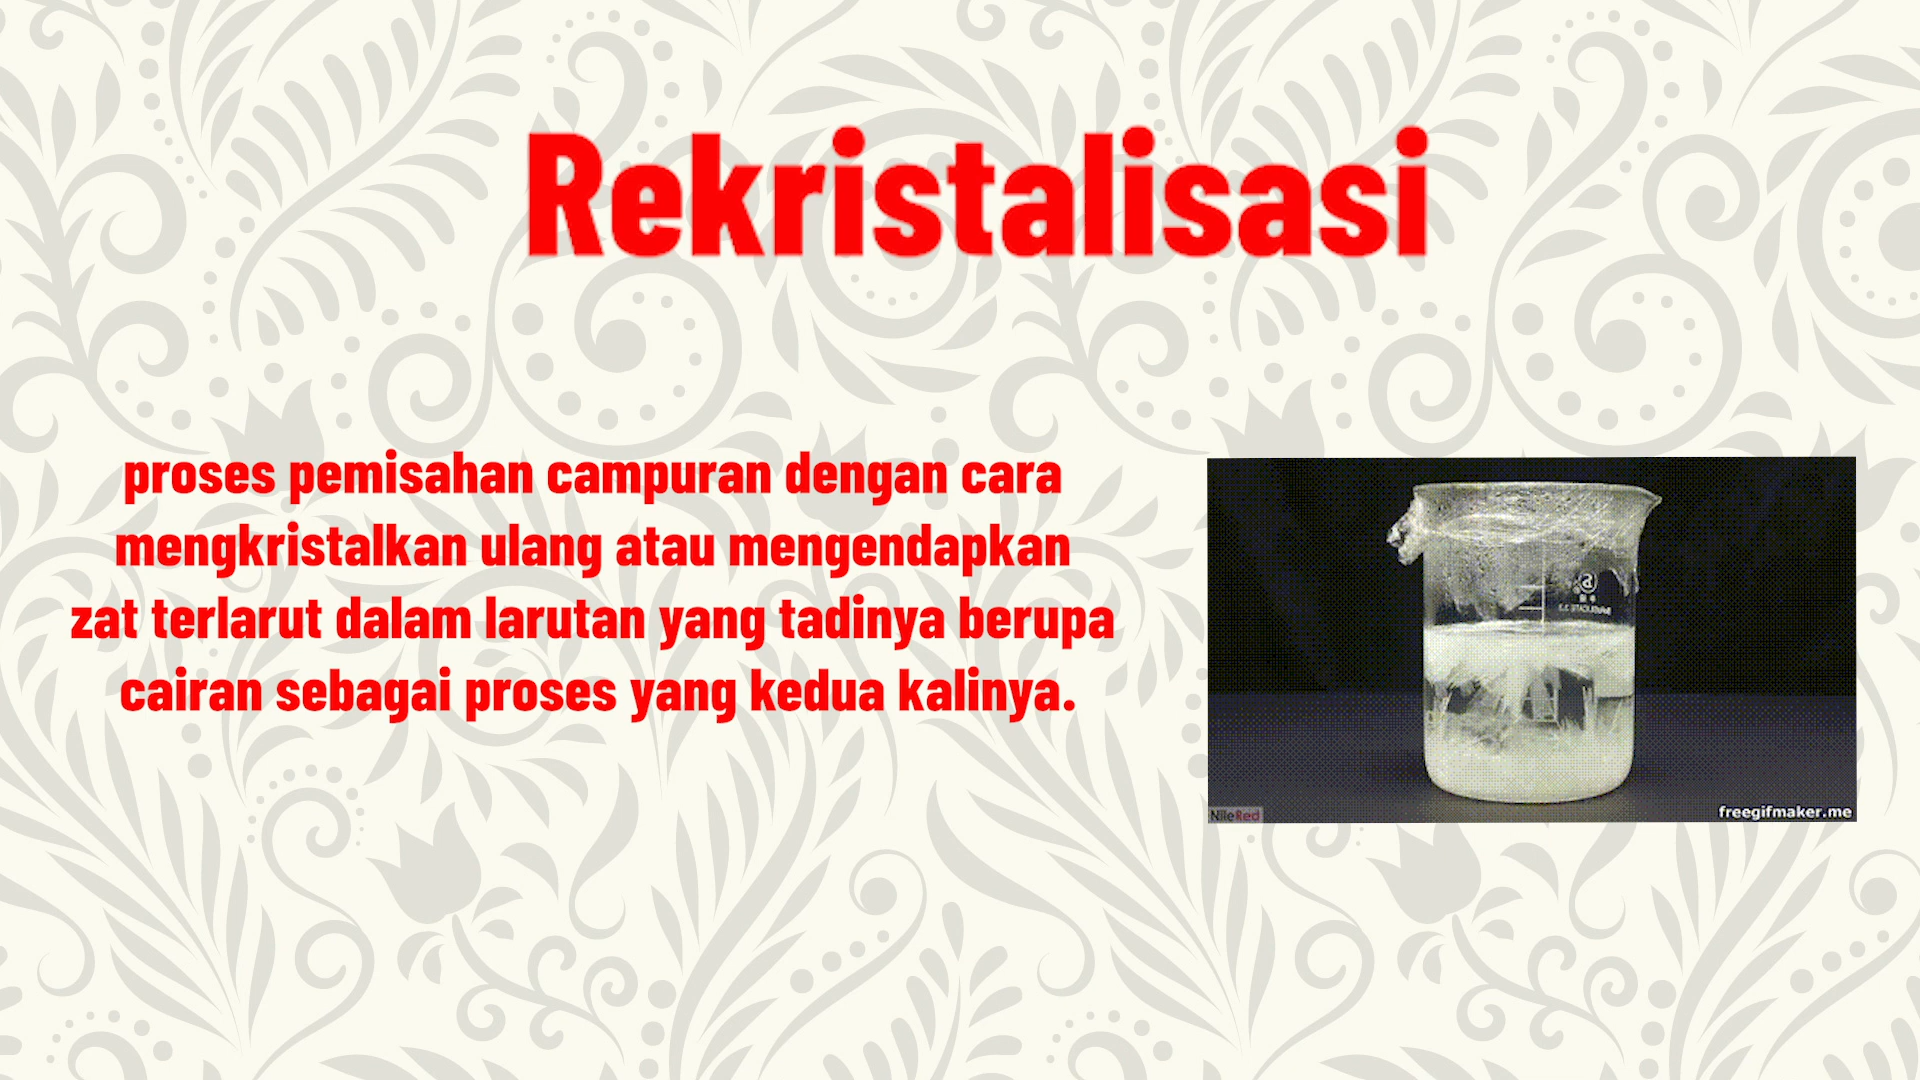 Rekristalisasi
proses pemisahan campuran dengan cara
mengkristalkan ulang atau mengendapkan
zat terlarut dalam larutan yang tadinya berupa
cairan sebagai proses yang kedua kalinya.
NileRed
freegifmaker.me